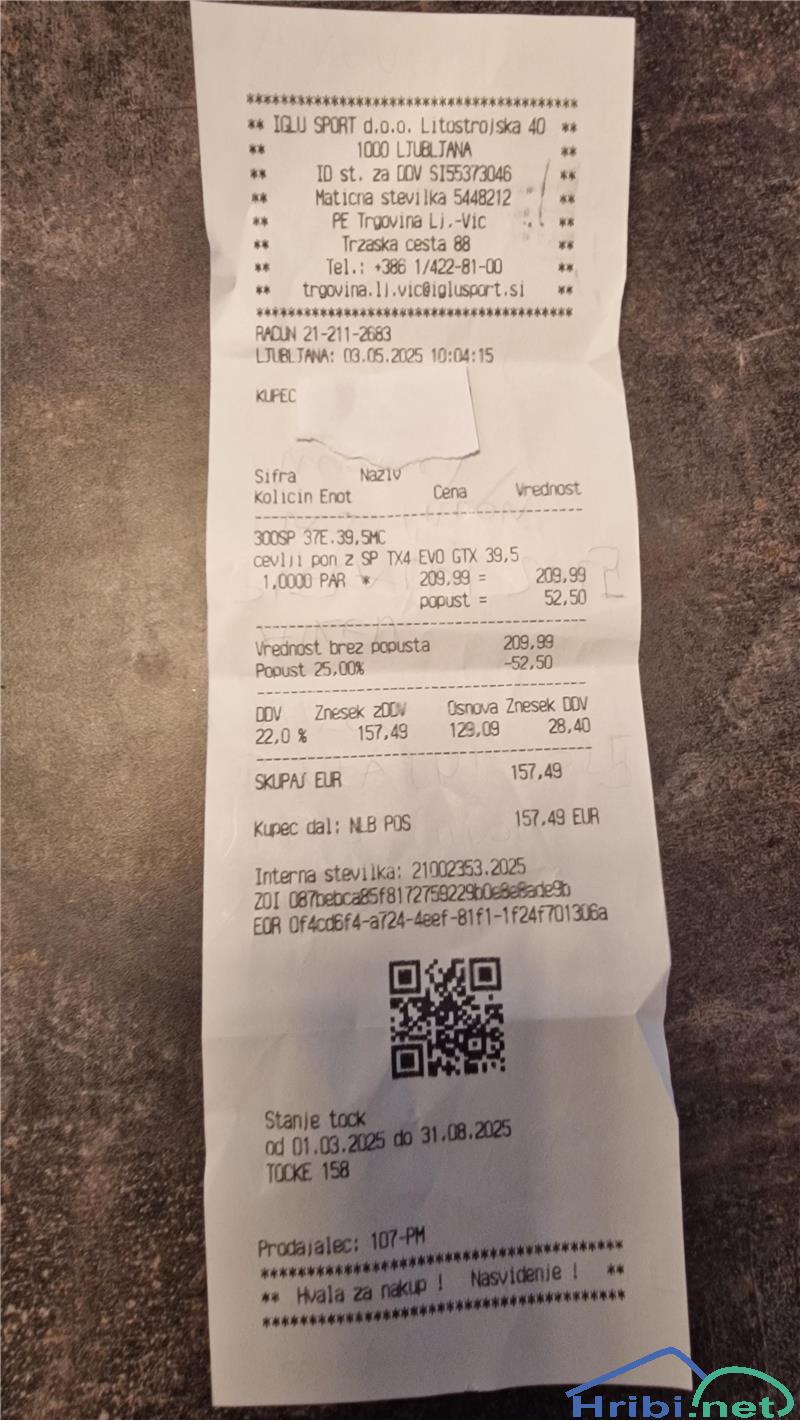 **************************************
** IGLU SPORT d.o.o. Litostrojska 40 **
** 1000 LJUBLJANA **
** ID st. za DDV SI55373046 **
** Maticna stevilka 5448212 **
** PE Trgovina Lj.-Vic **
** Trzaska cesta 88 **
** Tel.: +386 1/422-81-00 **
** trgovina.lj.vic@iglusport.si **
**************************************
RACUN 21-211-2683
LJUBLJANA: 03.05.2025 10:04:15
KUPEC
Sifra Naziv
Kolicin Enot Cena Vrednost
300SP 37E.39,5MC
cevlji pon z SP TX4 EVO GTX 39,5
1,0000 PAR * 209,99 = 209,99
popust = 52,50
Vrednost brez popusta 209,99
Popust 25,00% -52,50
DDV Znesek zDDV Osnova Znesek DDV
22,0 % 157,49 129,09 28,40
SKUPAJ EUR 157,49
Kupec dal: NLB POS 157,49 EUR
Interna stevilka: 21002353.2025
ZOI 087bebca85f8172759229b0e8e8ade9b
EOR 0f4cd6f4-a724-4eef-81f1-1f24f701306a
Stanje tock
od 01.03.2025 do 31.08.2025
TOCKE 158
Prodajalec: 107-PM
**************************************
** Hvala za nakup ! Nasvidenje ! **
**************************************
Hribi.net